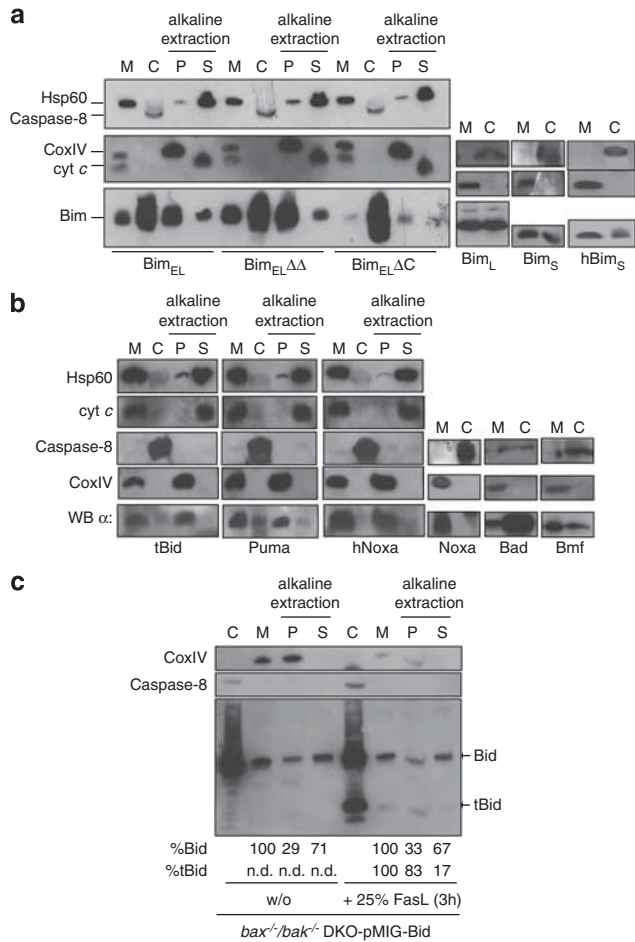 a
alkaline extraction alkaline extraction alkaline extraction
M C P S M C P S M C P S
Hsp60
Caspase-8
CoxIV
cyt c
Bim
M C M C M C
BimEL BimELΔΔ BimELΔC BimL BimS hBimS
b
alkaline extraction alkaline extraction alkaline extraction
M C P S M C P S M C P S
Hsp60
cyt c
Caspase-8
CoxIV
WB α:
M C M C M C
tBid Puma hNoxa Noxa Bad Bmf
c
alkaline extraction alkaline extraction
C M P S C M P S
CoxIV
Caspase-8
Bid
tBid
%Bid 100 29 71 100 33 67
%tBid n.d. n.d. n.d. 100 83 17
w/o + 25% FasL (3h)
bax-/-/bak-/- DKO-pMIG-Bid